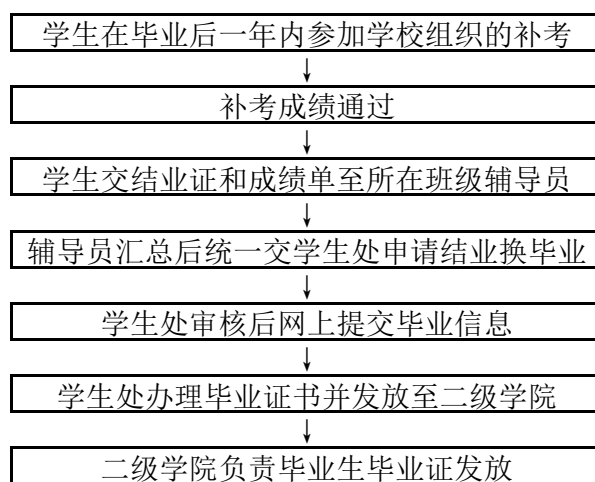 学生在毕业后一年内参加学校组织的补考
补考成绩通过
学生交结业证和成绩单至所在班级辅导员
辅导员汇总后统一交学生处申请结业换毕业
学生处审核后网上提交毕业信息
学生处办理毕业证书并发放至二级学院
二级学院负责毕业生毕业证发放